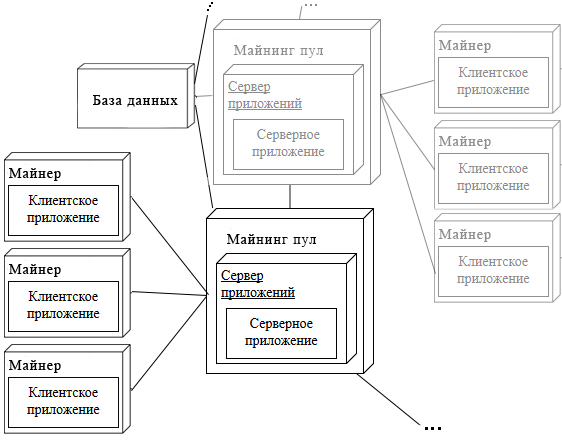 ...
...
Майнинг пул
Сервер
приложений
Серверное
приложение
База данных
Майнер
Клиентское
приложение
Майнер
Клиентское
приложение
Майнер
Клиентское
приложение
Майнер
Клиентское
приложение
Майнер
Клиентское
приложение
Майнер
Клиентское
приложение
Майнинг пул
Сервер
приложений
Серверное
приложение
...